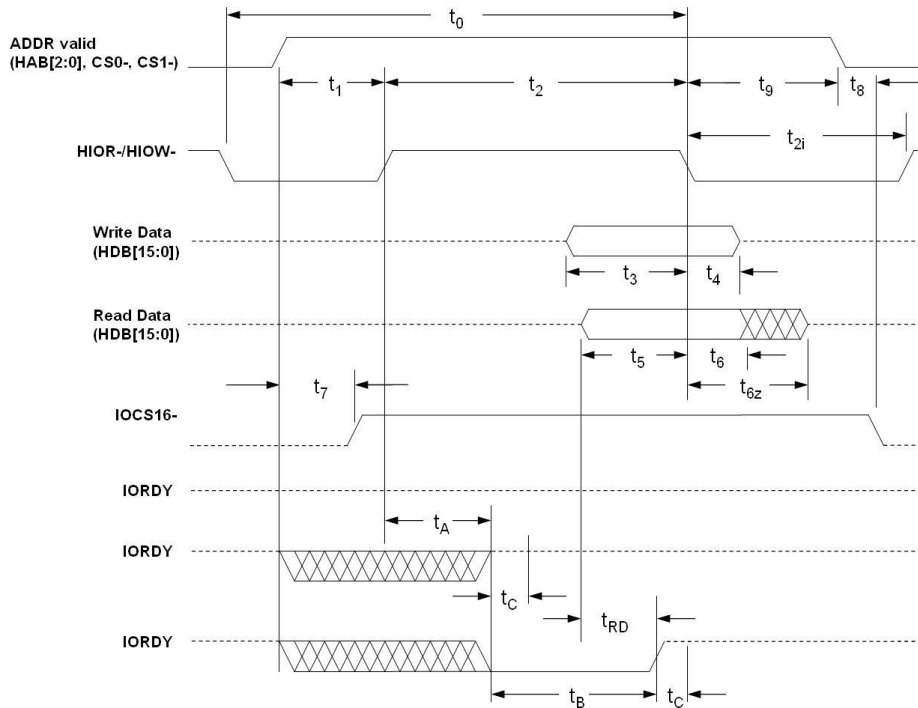 t0
ADDR valid
(HAB[2:0], CS0-, CS1-)
t1
t2
t9
t8
t2i
HIOR-/HIOW-
Write Data
(HDB[15:0])
t3
t4
Read Data
(HDB[15:0])
t5
t6
t6z
t7
IOCS16-
IORDY
tA
IORDY
tC
tRD
IORDY
tB
tC